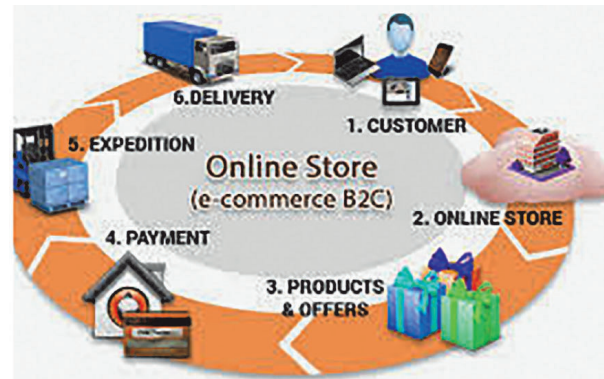 Online Store
(e-commerce B2C)
1. CUSTOMER
2. ONLINE STORE
3. PRODUCTS
& OFFERS
4. PAYMENT
5. EXPEDITION
6.DELIVERY